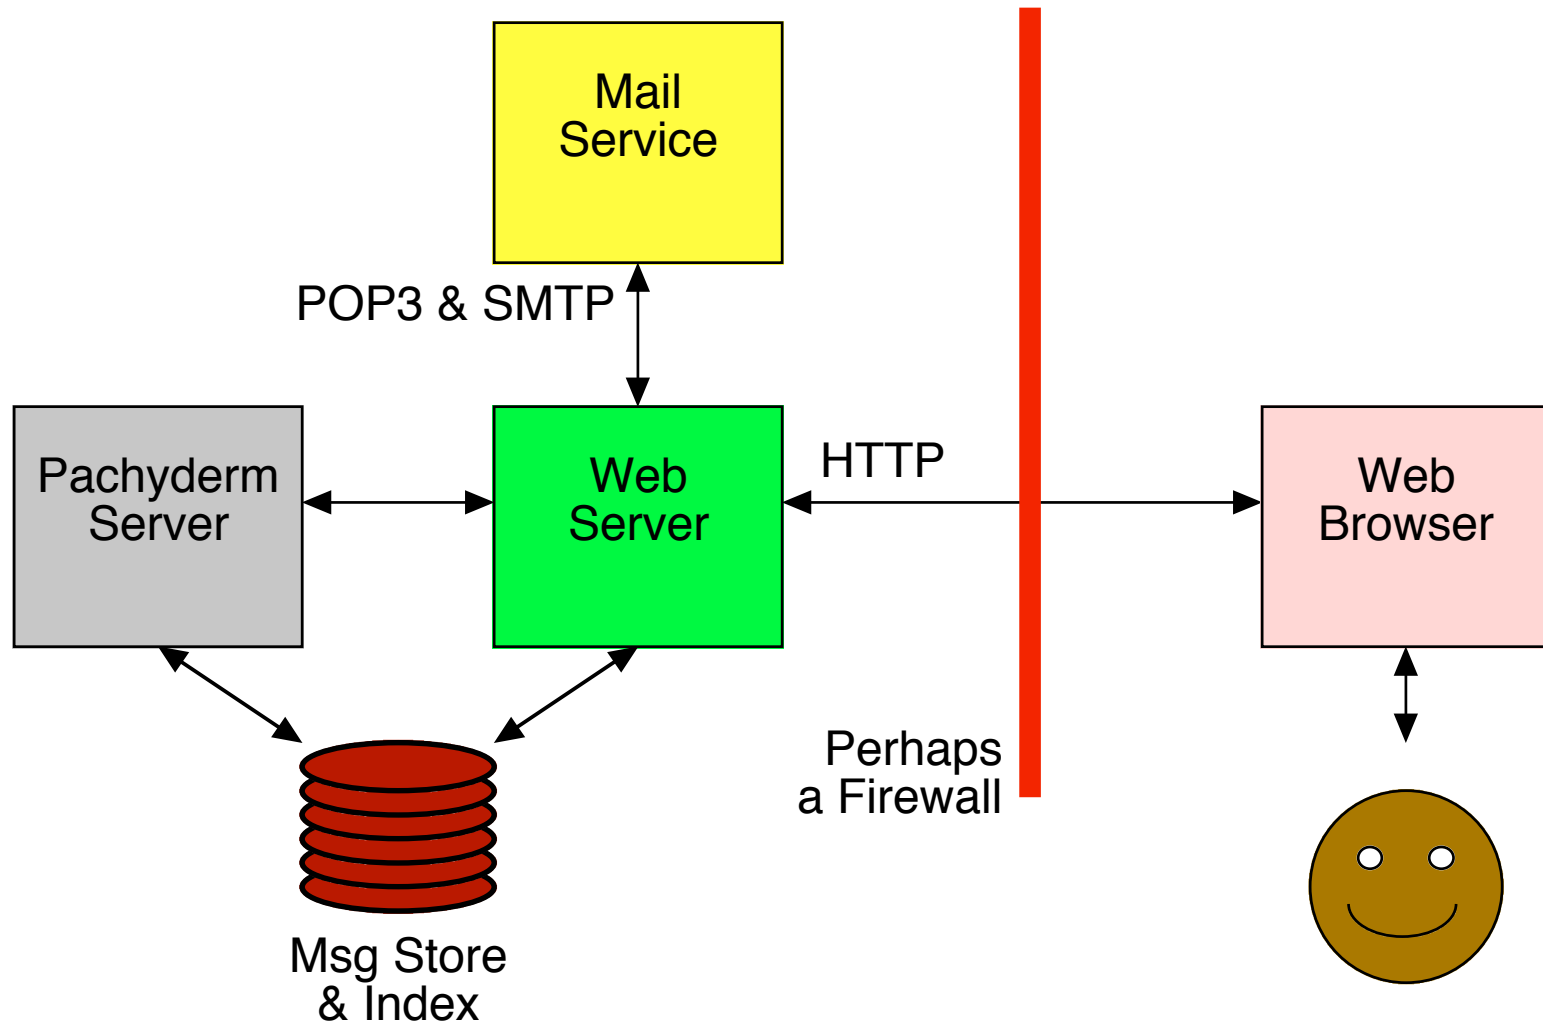 Mail
Service
POP3 & SMTP
Pachyderm
Server
Web
Server
HTTP
Web
Browser
Perhaps
a Firewall
Msg Store
& Index